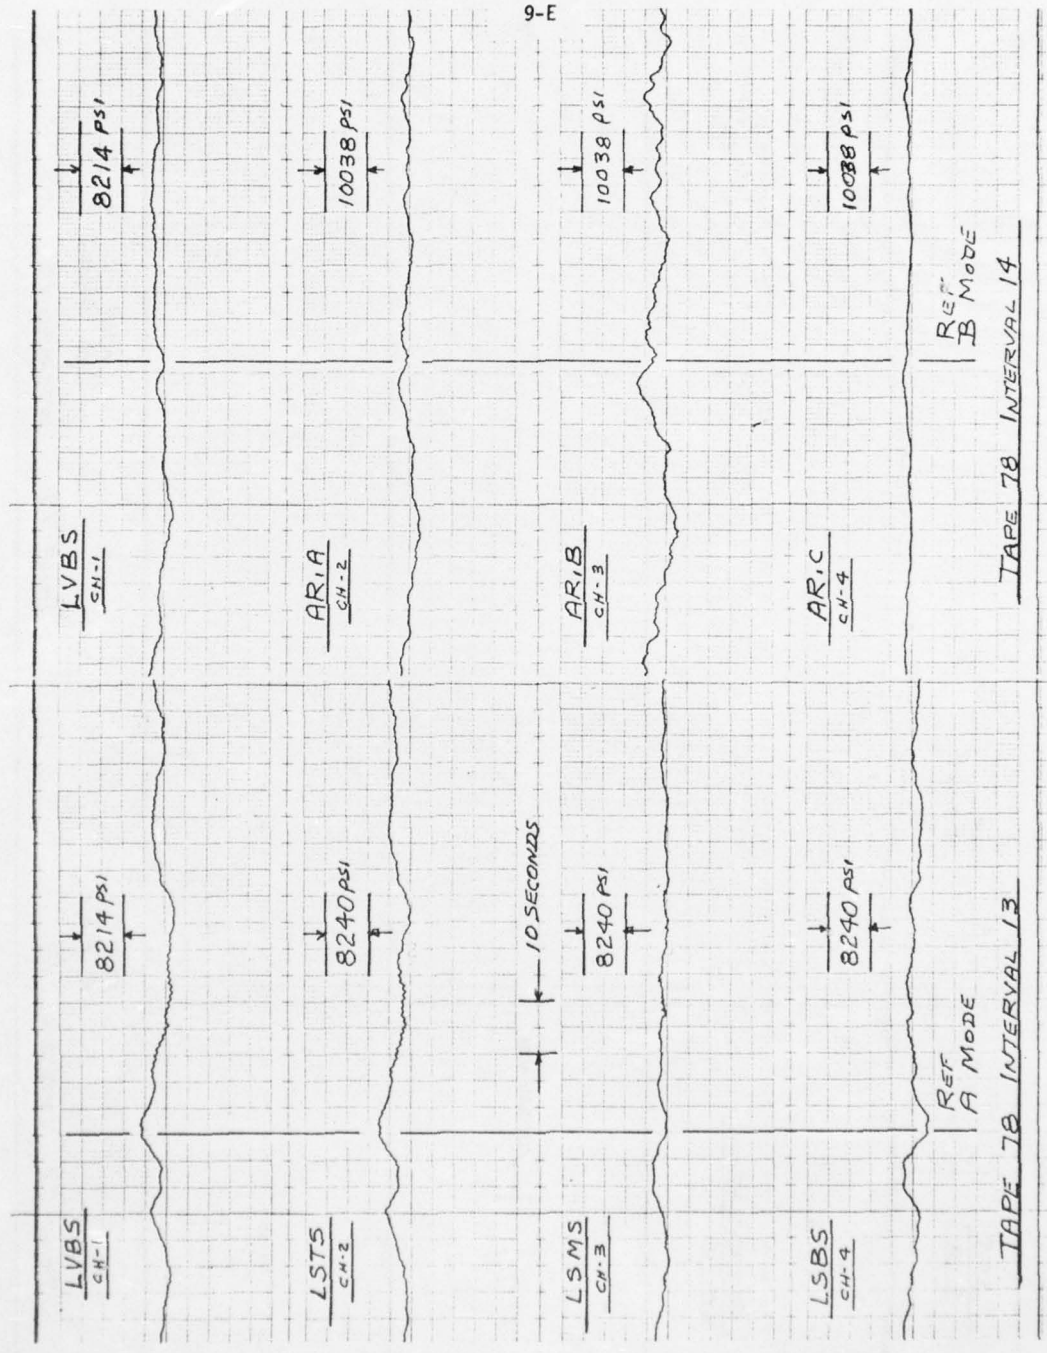 9-E
LVBS
CH-1
8214 PSI
LSTS
CH-2
8240 PSI
10 SECONDS
LSMS
CH-3
8240 PSI
LSBS
CH-4
8240 PSI
REF
A MODE
TAPE 78 INTERVAL 13
LVBS
CH-1
8214 PSI
AR,A
CH-2
10038 PSI
AR,B
CH-3
10038 PSI
AR,C
CH-4
10038 PSI
REF
B MODE
TAPE 78 INTERVAL 14